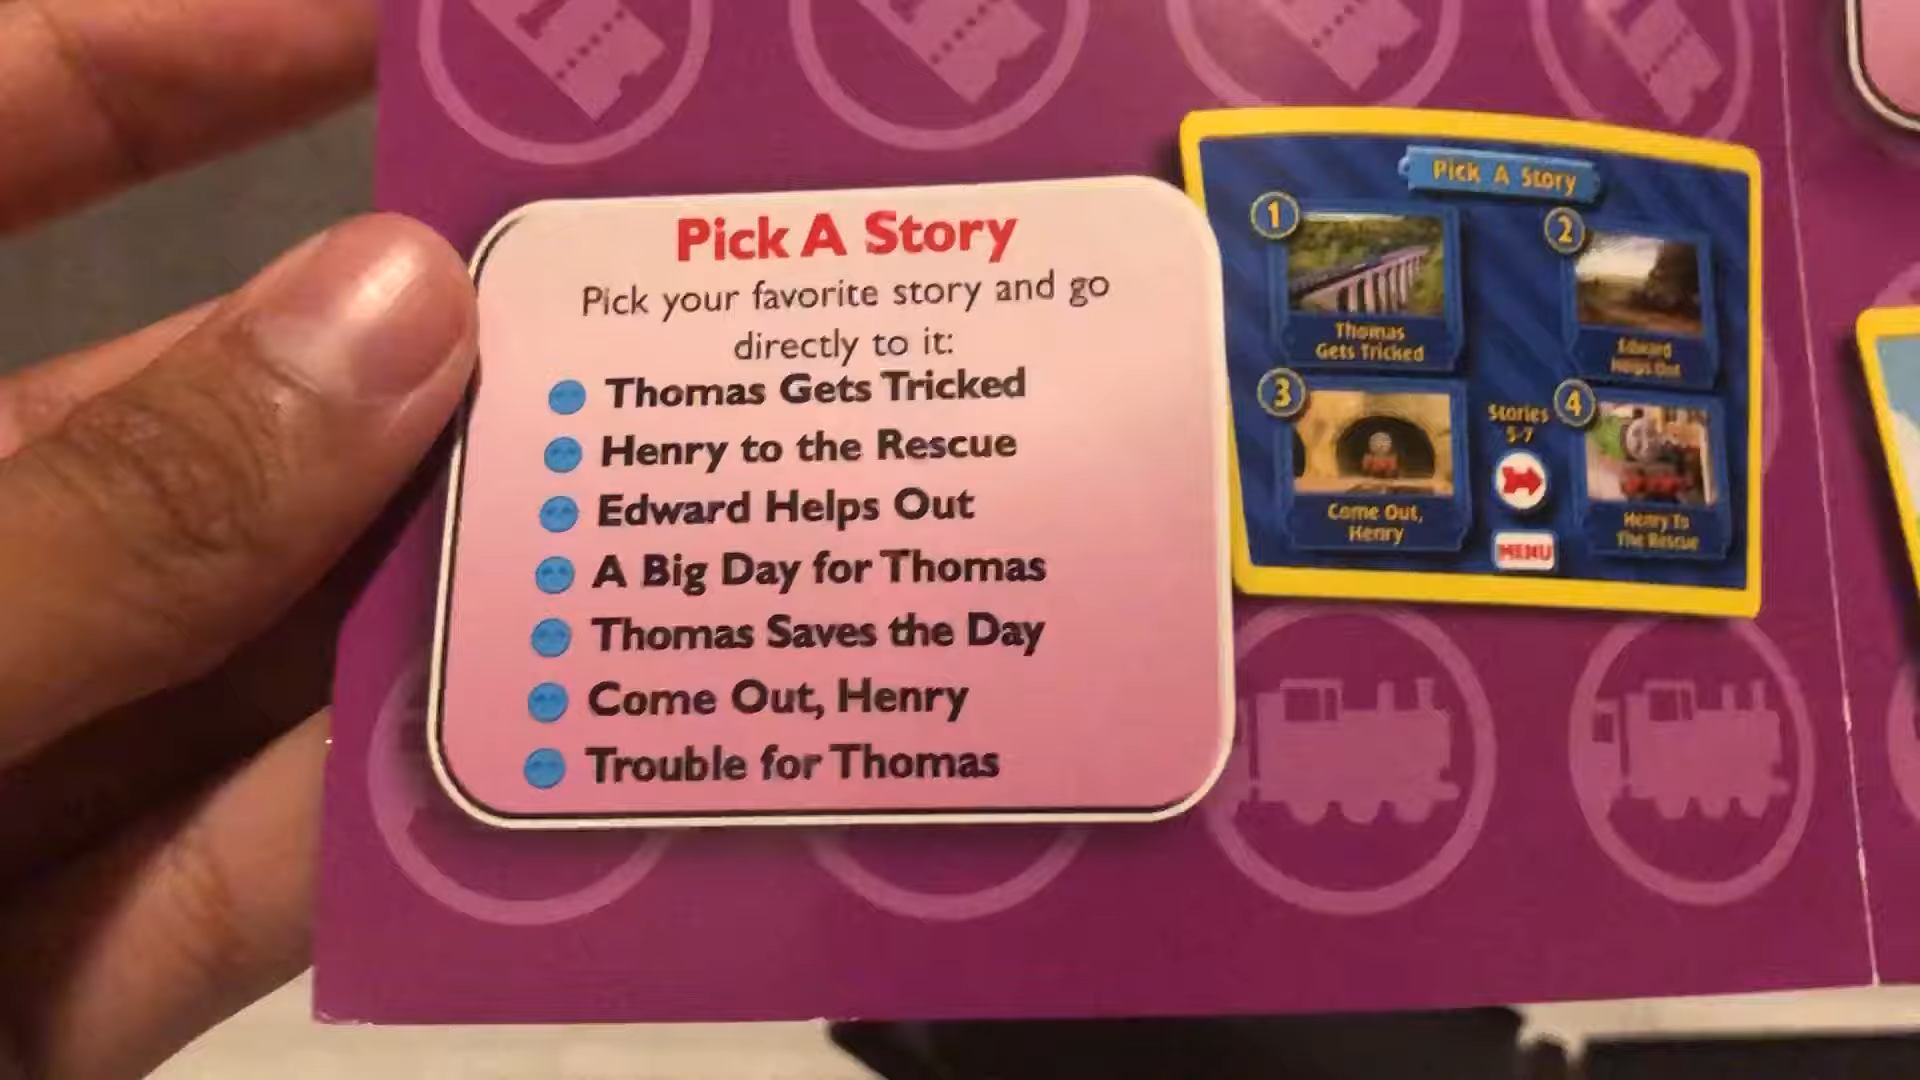 Pick A Story
Pick your favorite story and go
directly to it:
Thomas Gets Tricked
Henry to the Rescue
Edward Helps Out
A Big Day for Thomas
Thomas Saves the Day
Come Out, Henry
Trouble for Thomas
Pick A Story
1
Thomas
Gets Tricked
2
Edward
Helps Out
3
Come Out,
Henry
Stories
5-7
MENU
4
Henry To
The Rescue